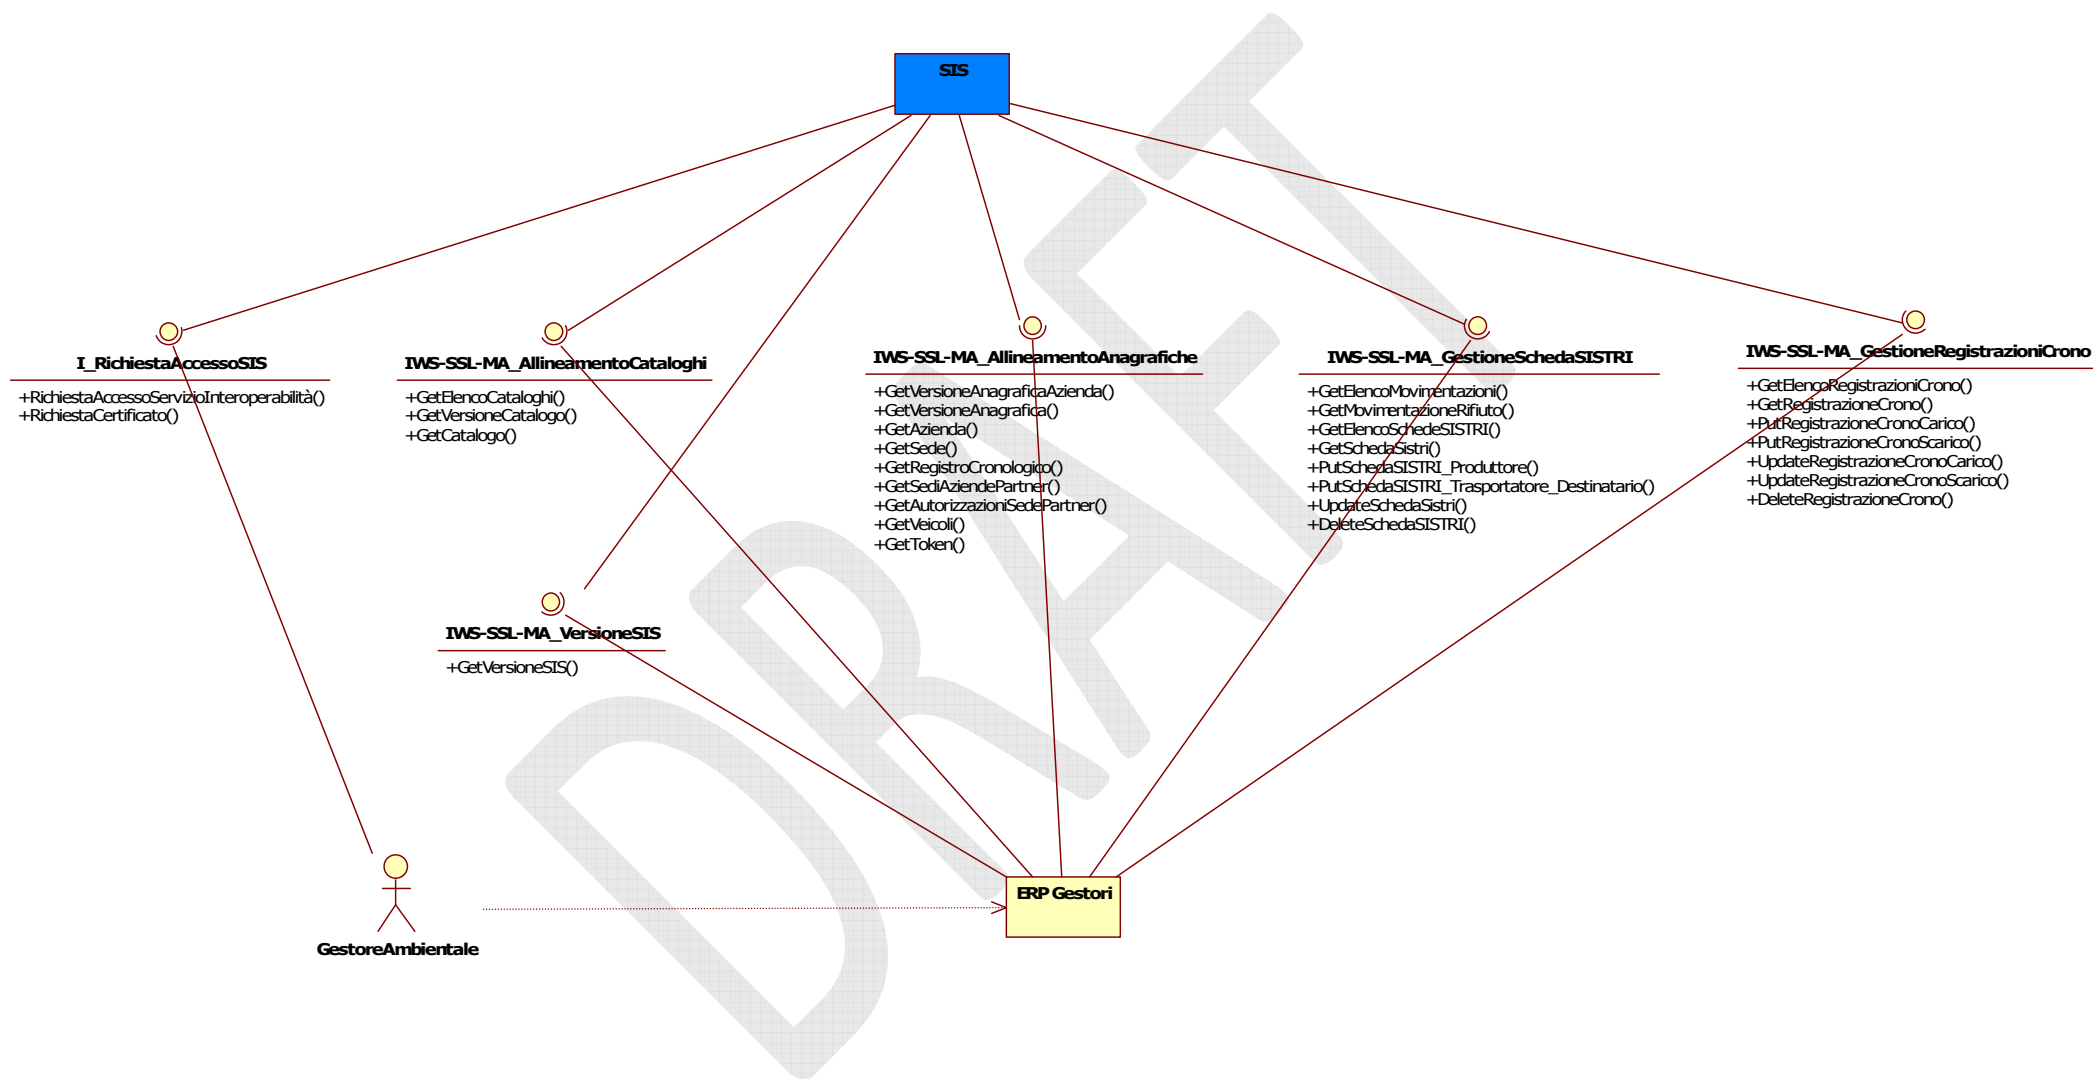 SIS
I_RichiestaAccessoSIS
+RichiestaAccessoServizioInteroperabilità()
+RichiestaCertificato()
IWS-SSL-MA_AllineamentoCataloghi
+GetElencoCataloghi()
+GetVersioneCatalogo()
+GetCatalogo()
IWS-SSL-MA_AllineamentoAnagrafiche
+GetVersioneAnagraficaAzienda()
+GetVersioneAnagrafica()
+GetAzienda()
+GetSede()
+GetRegistroCronologico()
+GetSediAziendePartner()
+GetAutorizzazioniSedePartner()
+GetVeicoli()
+GetToken()
IWS-SSL-MA_GestioneSchedaSISTRI
+GetElencoMovimentazioni()
+GetMovimentazioneRifiuto()
+GetElencoSchedeSISTRI()
+GetSchedaSistri()
+PutSchedaSISTRI_Produttore()
+PutSchedaSISTRI_Trasportatore_Destinatario()
+UpdateSchedaSistri()
+DeleteSchedaSISTRI()
IWS-SSL-MA_GestioneRegistrazioniCrono
+GetElencoRegistrazioniCrono()
+GetRegistrazioneCrono()
+PutRegistrazioneCronoCarico()
+PutRegistrazioneCronoScarico()
+UpdateRegistrazioneCronoCarico()
+UpdateRegistrazioneCronoScarico()
+DeleteRegistrazioneCrono()
IWS-SSL-MA_VersioneSIS
+GetVersioneSIS()
GestoreAmbientale
ERP Gestori
DRAFT